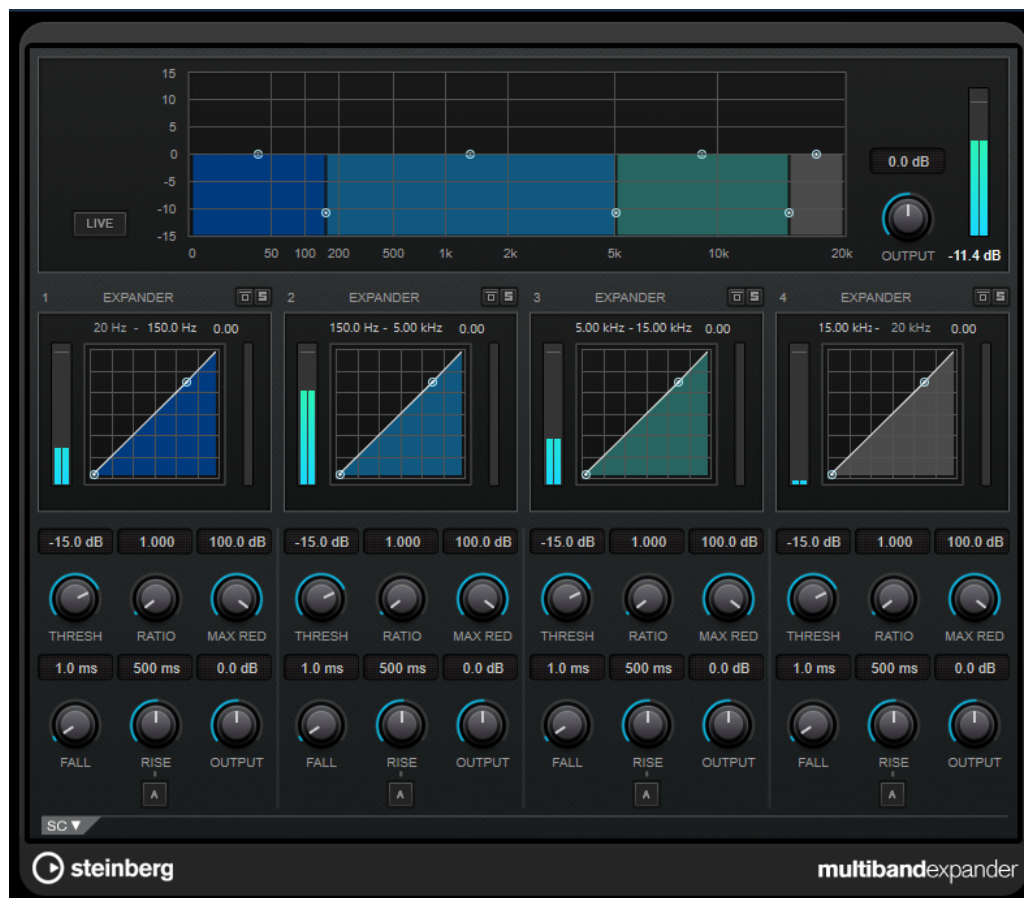 15
10
5
0
-5
-10
-15
LIVE
0 50 100 200 500 1k 2k 5k 10k 20k
0.0 dB
OUTPUT -11.4 dB
1 EXPANDER S 2 EXPANDER S 3 EXPANDER S 4 EXPANDER S
20 Hz - 150.0 Hz 0.00 150.0 Hz - 5.00 kHz 0.00 5.00 kHz - 15.00 kHz 0.00 15.00 kHz - 20 kHz 0.00
-15.0 dB 1.000 100.0 dB -15.0 dB 1.000 100.0 dB -15.0 dB 1.000 100.0 dB -15.0 dB 1.000 100.0 dB
THRESH RATIO MAX RED THRESH RATIO MAX RED THRESH RATIO MAX RED THRESH RATIO MAX RED
1.0 ms 500 ms 0.0 dB 1.0 ms 500 ms 0.0 dB 1.0 ms 500 ms 0.0 dB 1.0 ms 500 ms 0.0 dB
FALL RISE OUTPUT FALL RISE OUTPUT FALL RISE OUTPUT FALL RISE OUTPUT
A A A A
SC ▼
steinberg multibandexpander